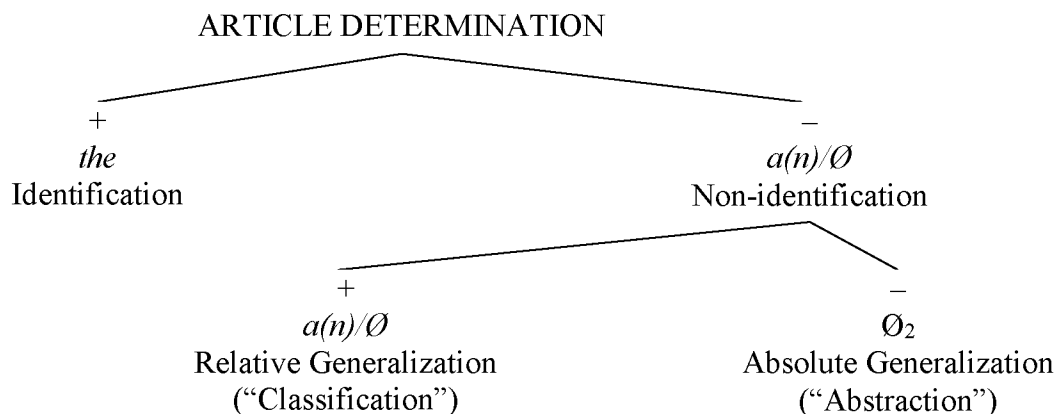 ARTICLE DETERMINATION
+
the
Identification
–
a(n)/Ø
Non-identification
+
a(n)/Ø
Relative Generalization
(“Classification”)
–
Ø₂
Absolute Generalization
(“Abstraction”)